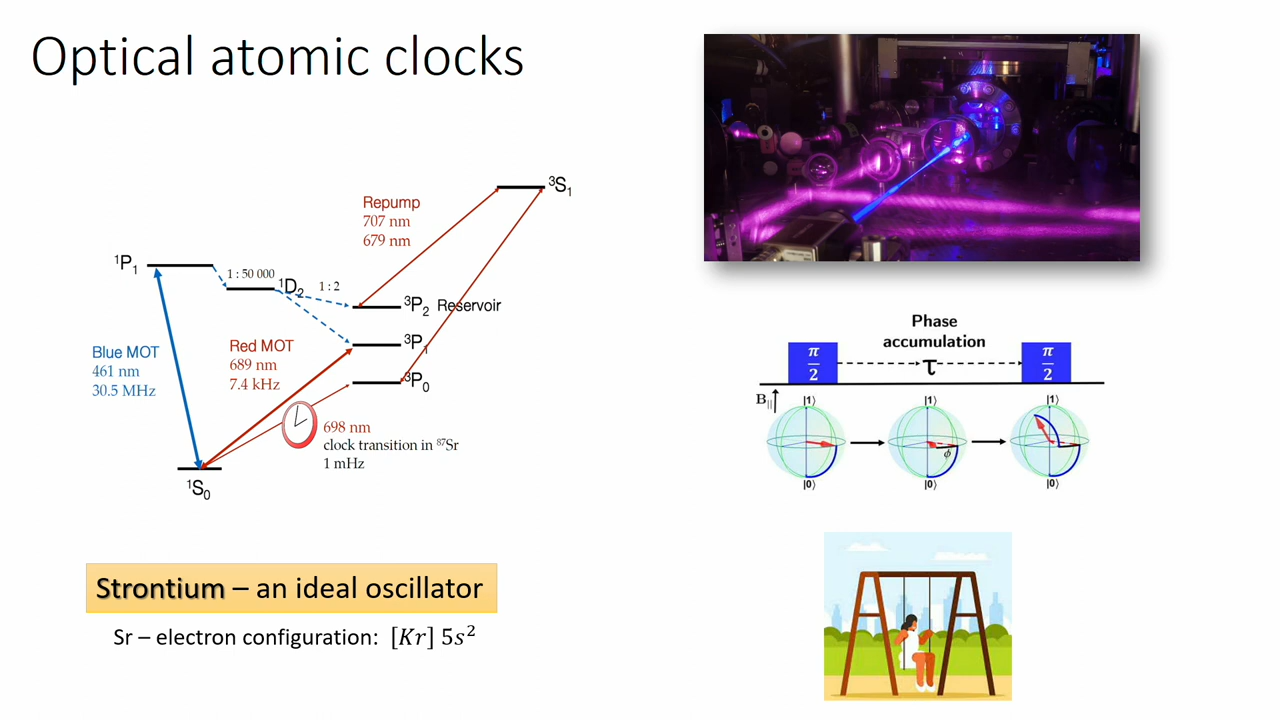 Optical atomic clocks
³S₁
Repump
707 nm
679 nm
¹P₁
1 : 50 000
¹D₂
1 : 2
³P₂ Reservoir
Blue MOT
461 nm
30.5 MHz
Red MOT
689 nm
7.4 kHz
³P₁
³P₀
698 nm
clock transition in ⁸⁷Sr
1 mHz
¹S₀
Strontium – an ideal oscillator
Sr – electron configuration: [Kr] 5s²
Phase
accumulation
π/2
τ
π/2
B||
|1⟩
|1⟩
|1⟩
ϕ
|0⟩
|0⟩
|0⟩